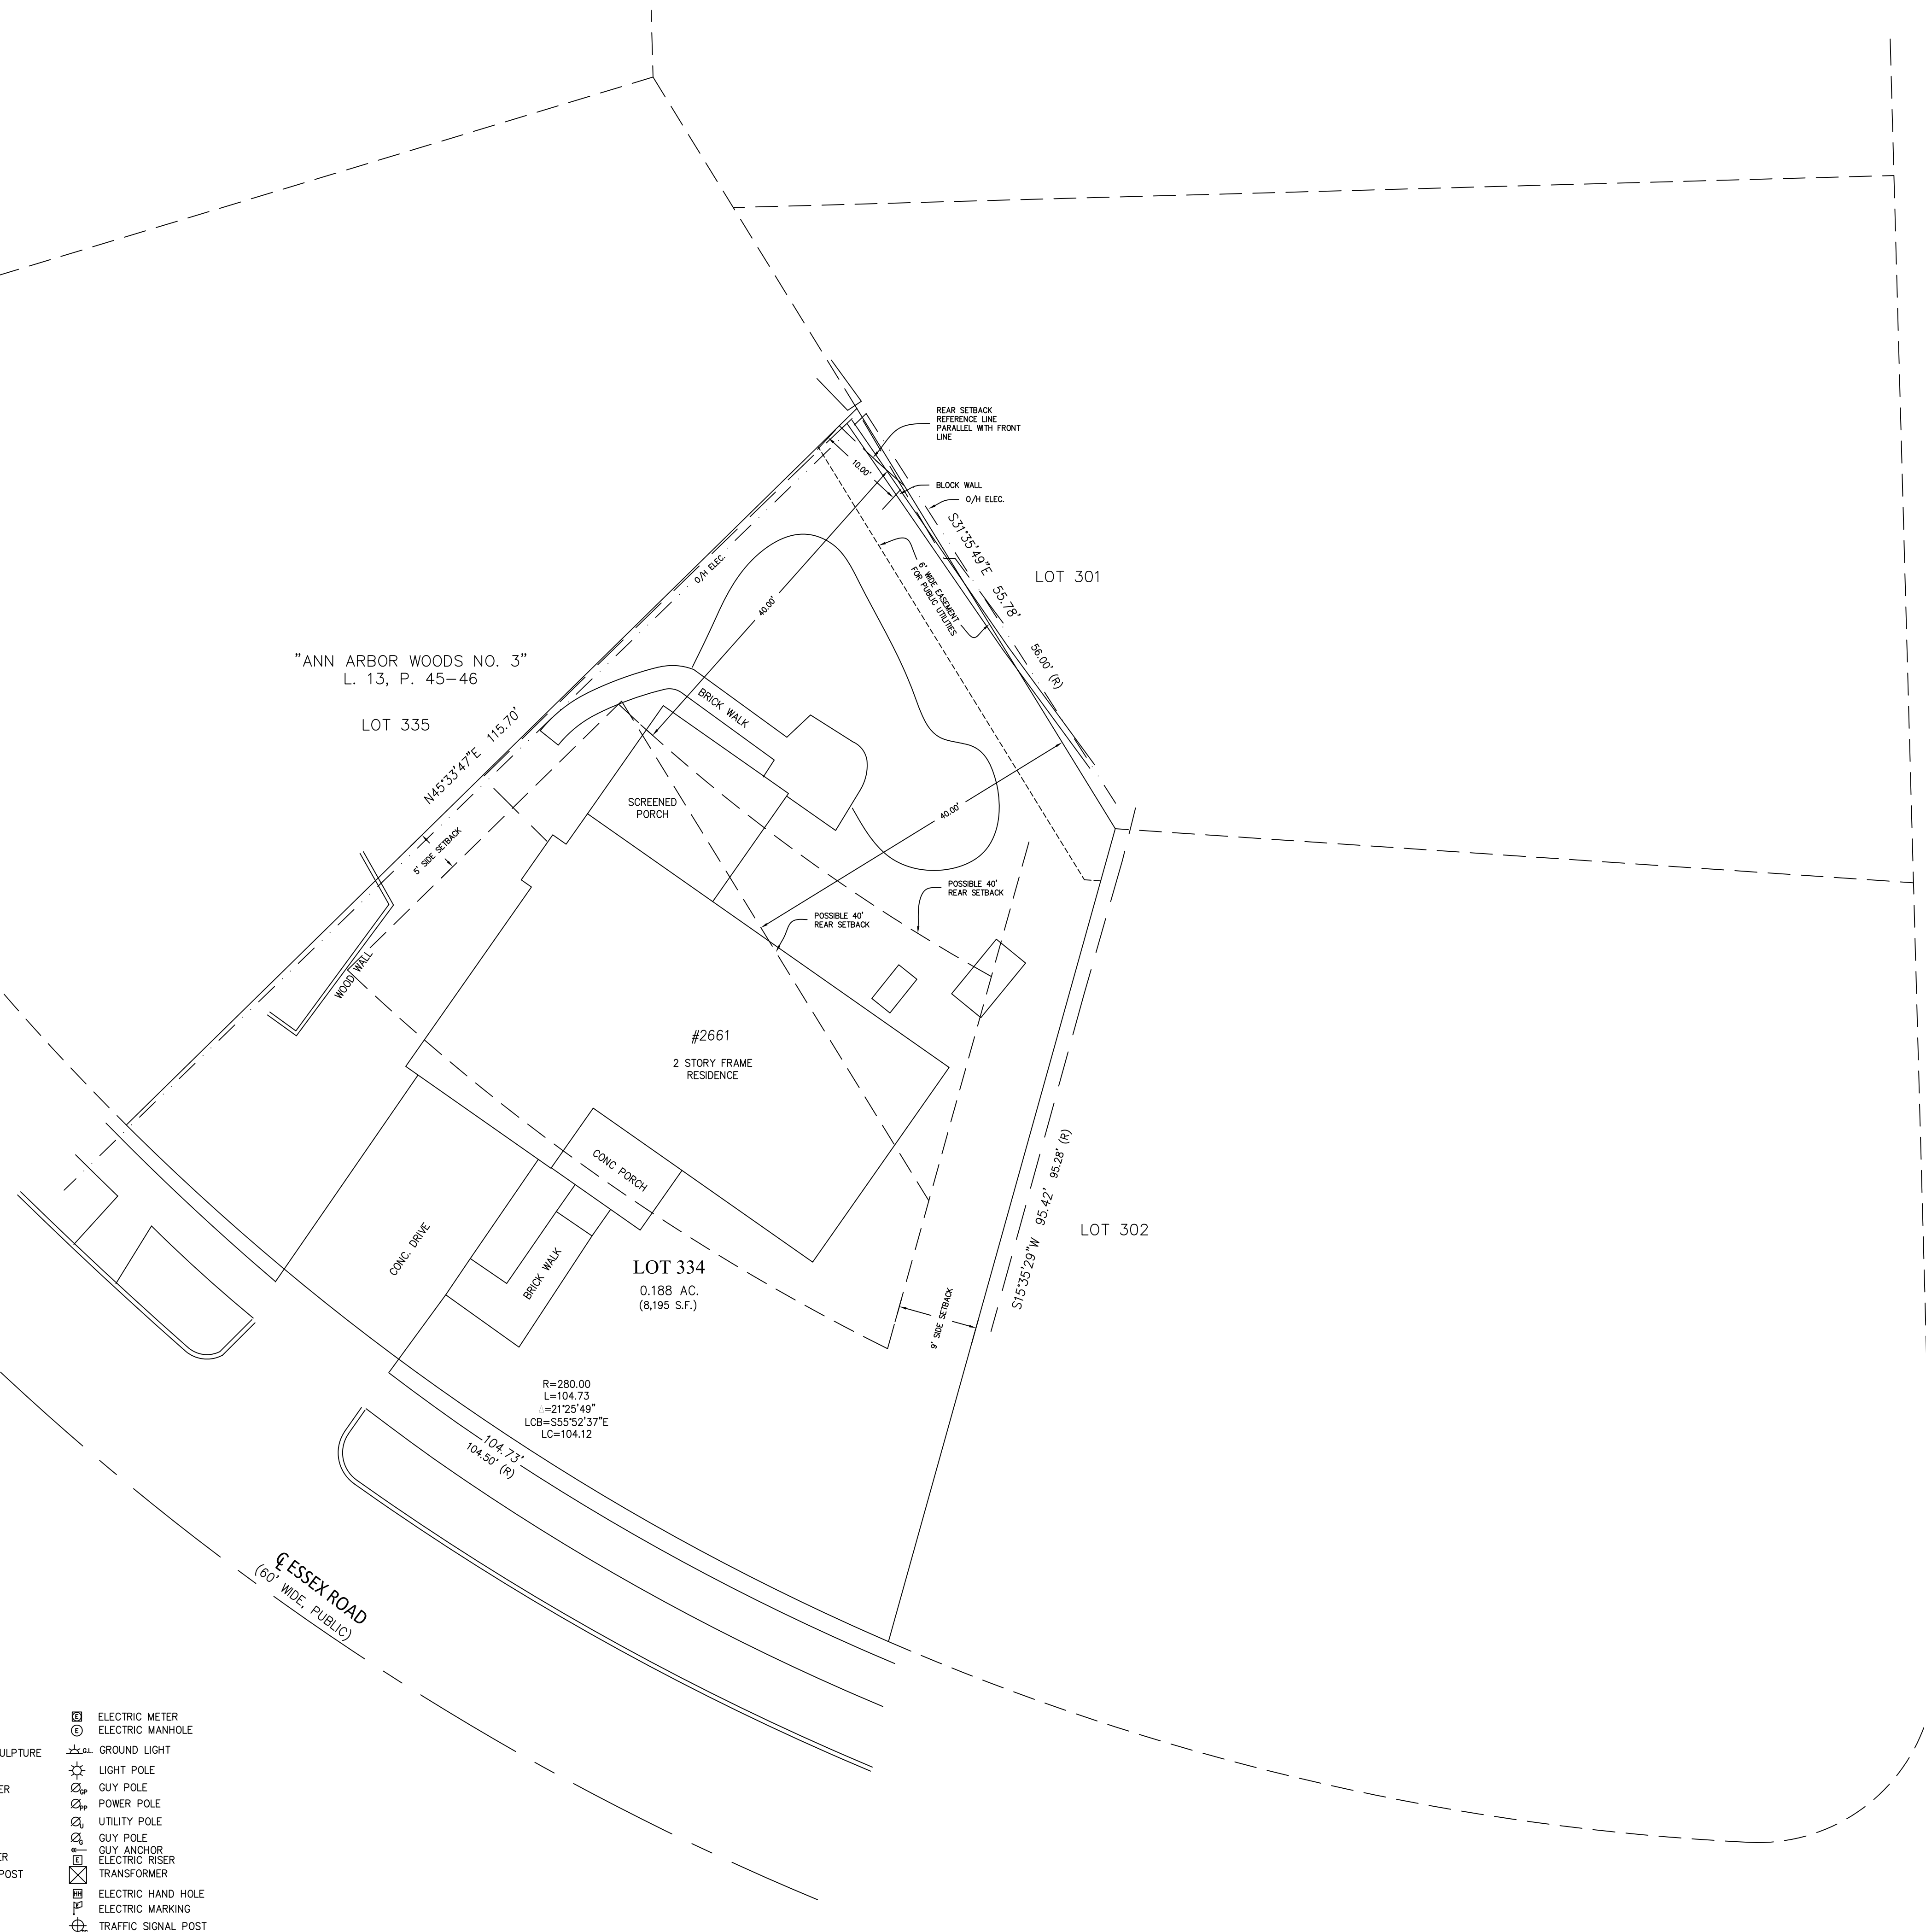 REAR SETBACK
REFERENCE LINE
PARALLEL WITH FRONT
LINE
10.00'
BLOCK WALL
O/H ELEC.
S31°35'49"E 55.78'
56.00' (R)
LOT 301
O/H ELEC.
6' WIDE EASEMENT
FOR PUBLIC UTILITIES
40.00'
"ANN ARBOR WOODS NO. 3"
L. 13, P. 45-46
LOT 335
N45°33'47"E 115.70'
BRICK WALK
SCREENED
PORCH
40.00'
5' SIDE SETBACK
POSSIBLE 40'
REAR SETBACK
POSSIBLE 40'
REAR SETBACK
WOOD WALL
#2661
2 STORY FRAME
RESIDENCE
CONC PORCH
S15°35'29"W 95.42' 95.28' (R)
LOT 302
CONC. DRIVE
BRICK WALK
LOT 334
0.188 AC.
(8,195 S.F.)
9' SIDE SETBACK
R=280.00
L=104.73
Δ=21°25'49"
LCB=S55°52'37"E
LC=104.12
104.73'
104.50' (R)
℄ ESSEX ROAD
(60' WIDE, PUBLIC)
E ELECTRIC METER
E ELECTRIC MANHOLE
ULPTURE G.L. GROUND LIGHT
LIGHT POLE
ER GP GUY POLE
PP POWER POLE
U UTILITY POLE
G GUY POLE
GUY ANCHOR
ER E ELECTRIC RISER
POST TRANSFORMER
HH ELECTRIC HAND HOLE
ELECTRIC MARKING
TRAFFIC SIGNAL POST